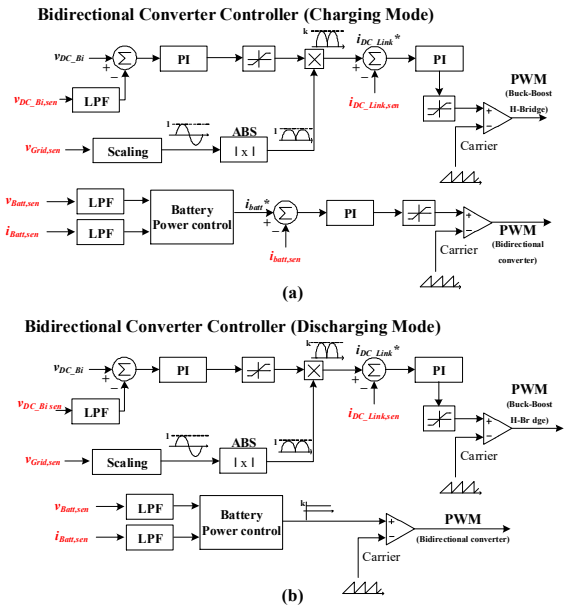 Bidirectional Converter Controller (Charging Mode)
v_DC_Bi
+
−
Σ
PI
k
×
i_DC_Link*
+
−
Σ
PI
PWM
(Buck-Boost
H-Bridge)
v_DC_Bi,sen
LPF
i_DC_Link,sen
+
−
Carrier
v_Grid,sen
Scaling
1
ABS
| x |
1
v_Batt,sen
LPF
i_Batt,sen
LPF
Battery
Power control
i_batt*
+
−
Σ
i_batt,sen
PI
+
−
Carrier
PWM
(Bidirectional
converter)
(a)
Bidirectional Converter Controller (Discharging Mode)
v_DC_Bi
+
−
Σ
PI
k
×
i_DC_Link*
+
−
Σ
PI
PWM
(Buck-Boost
H-Br dge)
v_DC_Bi sen
LPF
i_DC_Link,sen
+
−
Carrier
v_Grid,sen
Scaling
1
ABS
| x |
1
v_Batt,sen
LPF
i_Batt,sen
LPF
Battery
Power control
k
+
−
Carrier
PWM
(Bidirectional converter)
(b)